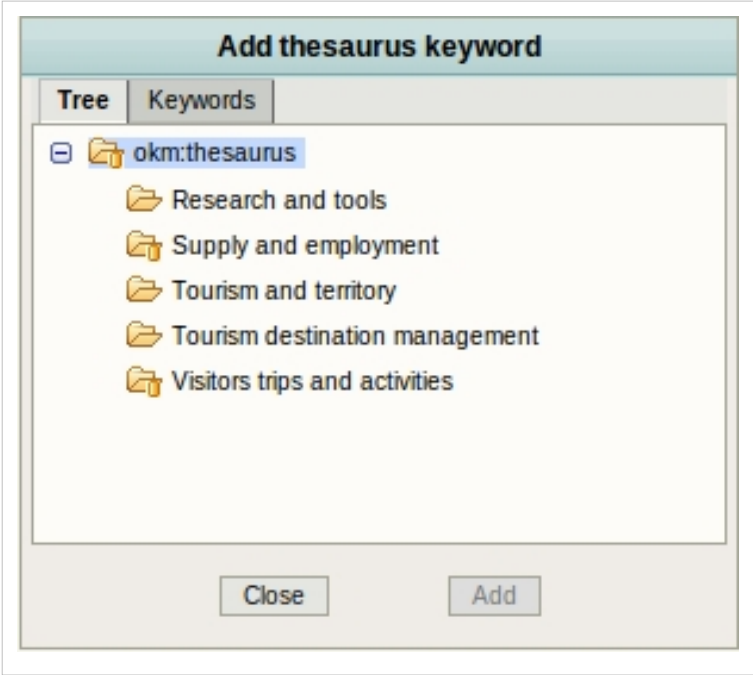 Add thesaurus keyword
Tree Keywords
okm:thesaurus
Research and tools
Supply and employment
Tourism and territory
Tourism destination management
Visitors trips and activities
Close Add